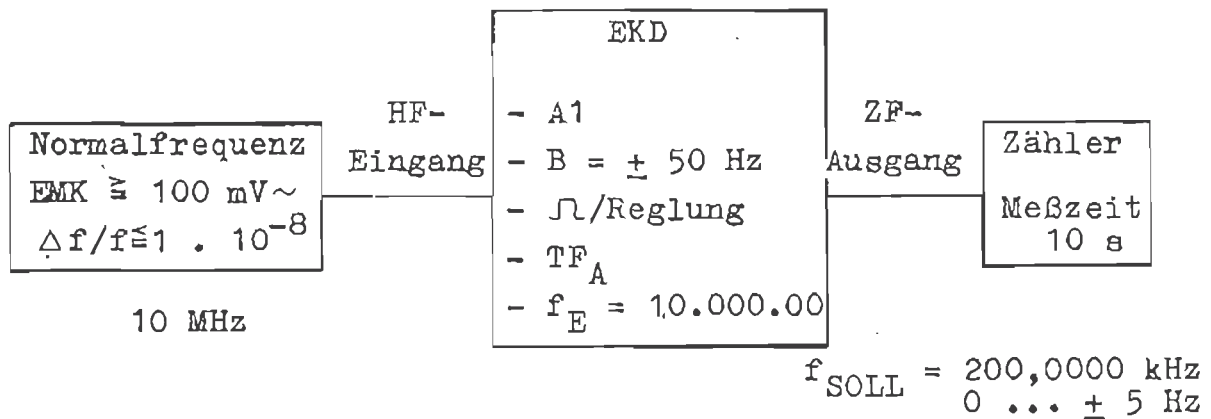 Normalfrequenz
EMK ≧ 100 mV~
△f/f≦1 . 10⁻⁸
10 MHz
HF-
Eingang
EKD
- A1
- B = ± 50 Hz
- ⎍/Reglung
- TF_A
- f_E = 10.000.00
ZF-
Ausgang
Zähler
Meßzeit
10 s
f_SOLL = 200,0000 kHz
0 ... ± 5 Hz